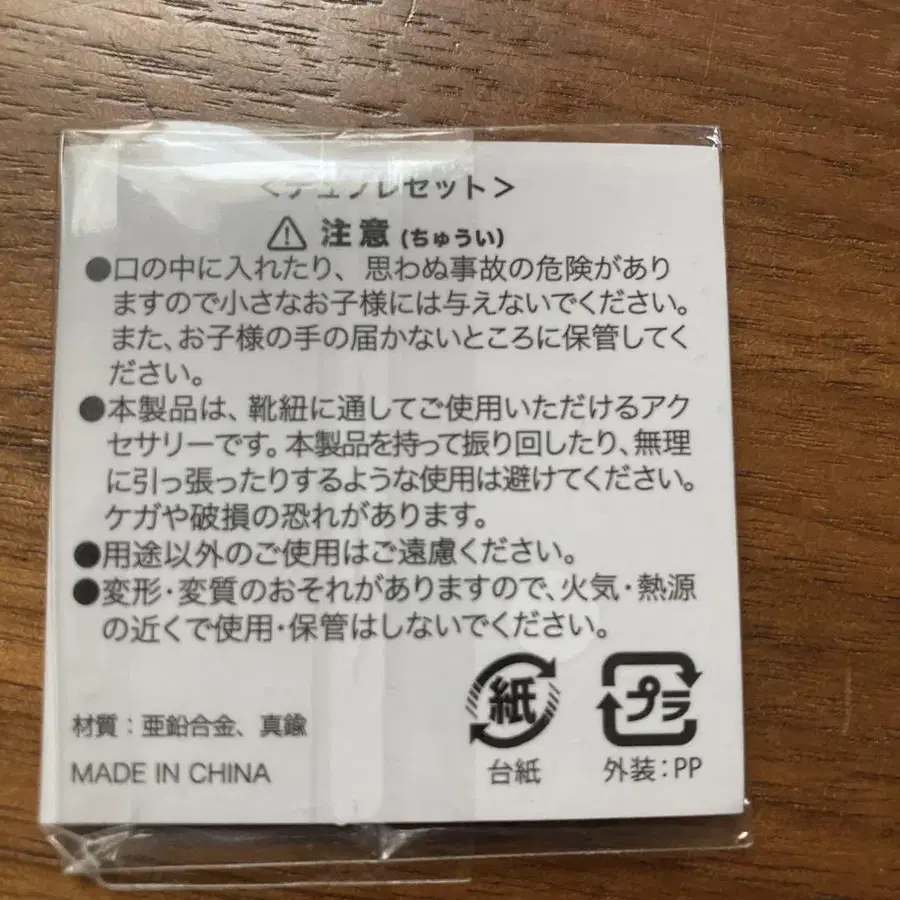 <デュブレセット>
⚠ 注意 (ちゅうい)
●口の中に入れたり、思わぬ事故の危険があり
ますので小さなお子様には与えないでください。
また、お子様の手の届かないところに保管してく
ださい。
●本製品は、靴紐に通してご使用いただけるアク
セサリーです。本製品を持って振り回したり、無理
に引っ張ったりするような使用は避けてください。
ケガや破損の恐れがあります。
●用途以外のご使用はご遠慮ください。
●変形・変質のおそれがありますので、火気・熱源
の近くで使用・保管はしないでください。
材質：亜鉛合金、真鍮
MADE IN CHINA
紙
台紙
プラ
外装：PP